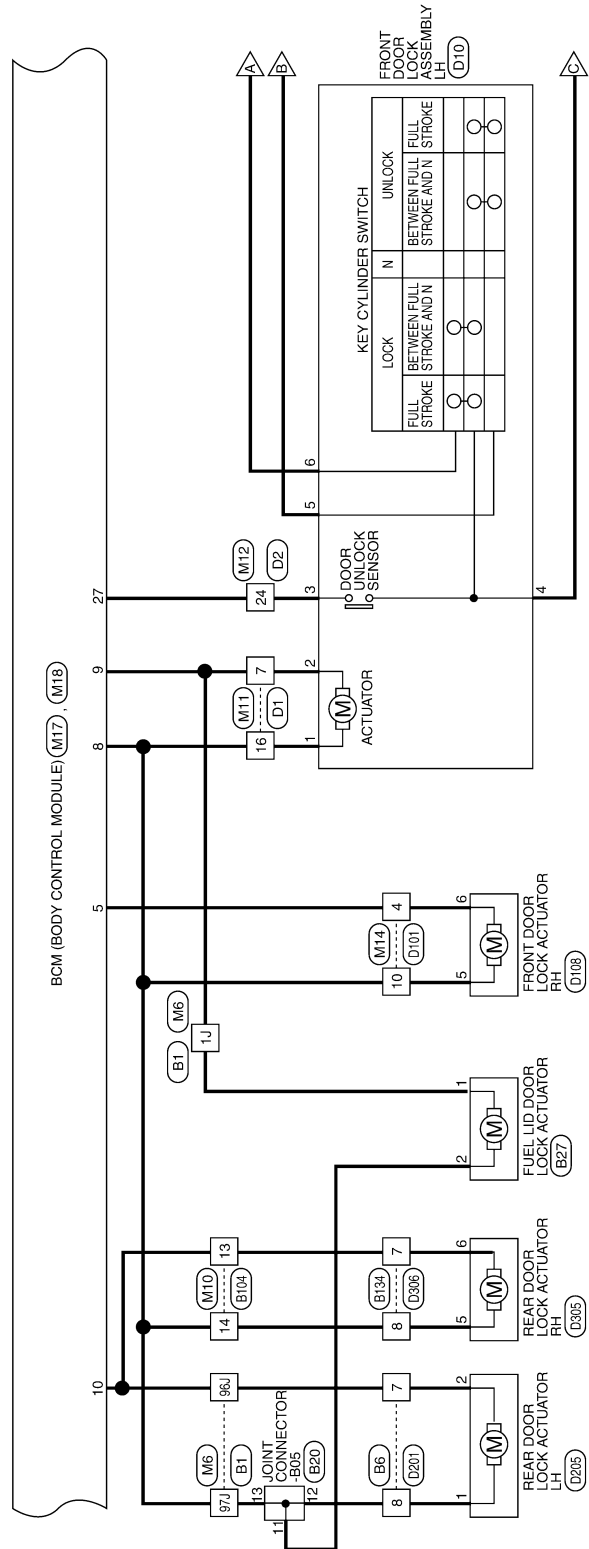 BCM (BODY CONTROL MODULE) M17 , M18
10
5
8
9
27
A
B
C
M6
B1
97J
96J
M10
B104
14
13
B1
M6
1J
M14
D101
10
4
M11
D1
16
7
M12
D2
24
13
JOINT
CONNECTOR
-B05
B20
11
12
B6
D201
8
7
B134
D306
8
7
1
2
M
REAR DOOR
LOCK ACTUATOR
LH
D205
5
6
M
REAR DOOR
LOCK ACTUATOR
RH
D305
2
1
M
FUEL LID DOOR
LOCK ACTUATOR
B27
5
6
M
FRONT DOOR
LOCK ACTUATOR
RH
D108
1
2
M
ACTUATOR
3
DOOR
UNLOCK
SENSOR
4
5
6
FRONT
DOOR
LOCK
ASSEMBLY
LH
D10
KEY CYLINDER SWITCH
LOCK
N
UNLOCK
FULL
STROKE
BETWEEN FULL
STROKE AND N
BETWEEN FULL
STROKE AND N
FULL
STROKE